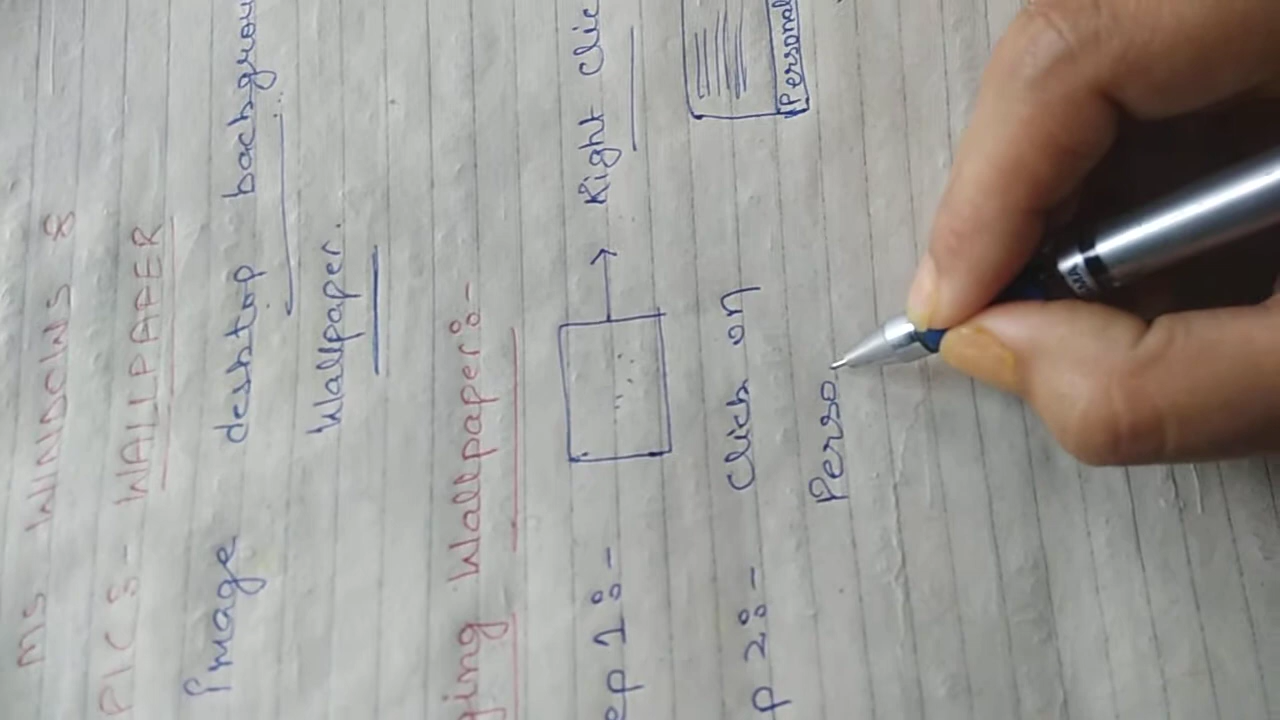 MS WINDOWS 8
PIC :- WALLPAPER
Image desktop backgrou
Wallpaper.
ging Wallpaper :-
ep 1 :- → Right Clic
p 2 :- Click on
Personal
Perso